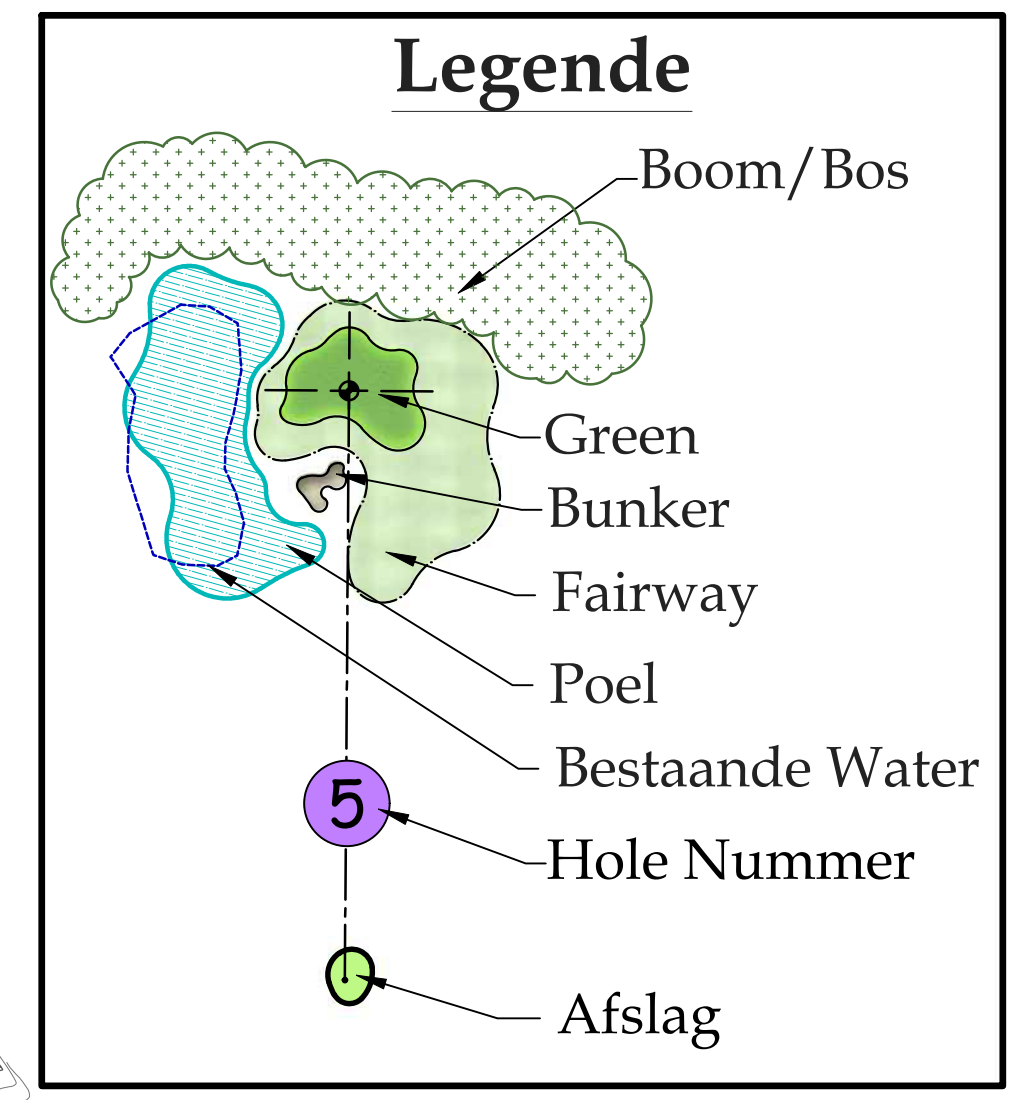 Legende
Boom/Bos
Green
Bunker
Fairway
Poel
Bestaande Water
5
Hole Nummer
Afslag